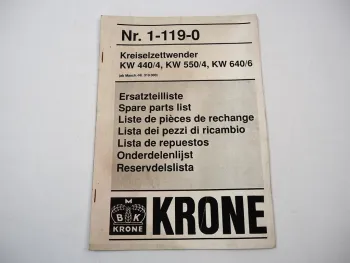 Nr. 1-119-0
Kreiselzettwender
KW 440/4, KW 550/4, KW 640/6
Ersatzteilliste
Spare parts list
Liste de pièces de rechange
Lista dei pezzi di ricambio
Lista de repuestos
Onderdelenlijst
Reservdelslista
M
B K
KRONE
KRONE